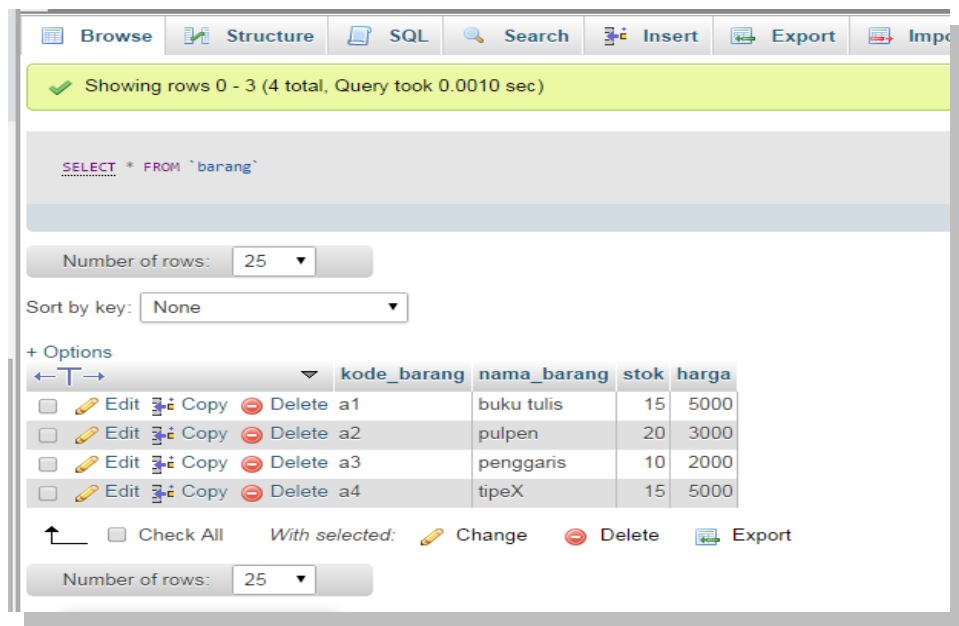 Browse Structure SQL Search Insert Export Impo
Showing rows 0 - 3 (4 total, Query took 0.0010 sec)
SELECT * FROM `barang`
Number of rows: 25
Sort by key: None
+ Options
kode_barang nama_barang stok harga
Edit Copy Delete a1 buku tulis 15 5000
Edit Copy Delete a2 pulpen 20 3000
Edit Copy Delete a3 penggaris 10 2000
Edit Copy Delete a4 tipeX 15 5000
Check All With selected: Change Delete Export
Number of rows: 25